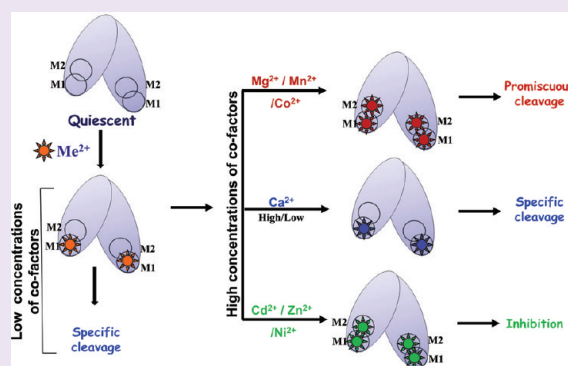 M2
M1
M2
M1
Quiescent
Me²⁺
Low concentrations
of co-factors
M2
M1
M2
M1
Specific
cleavage
High concentrations of co-factors
Mg²⁺ / Mn²⁺
/Co²⁺
M2
M1
M2
M1
Promiscuous
cleavage
Ca²⁺
High/Low
Specific
cleavage
Cd²⁺ / Zn²⁺
/Ni²⁺
M2
M1
M2
M1
Inhibition